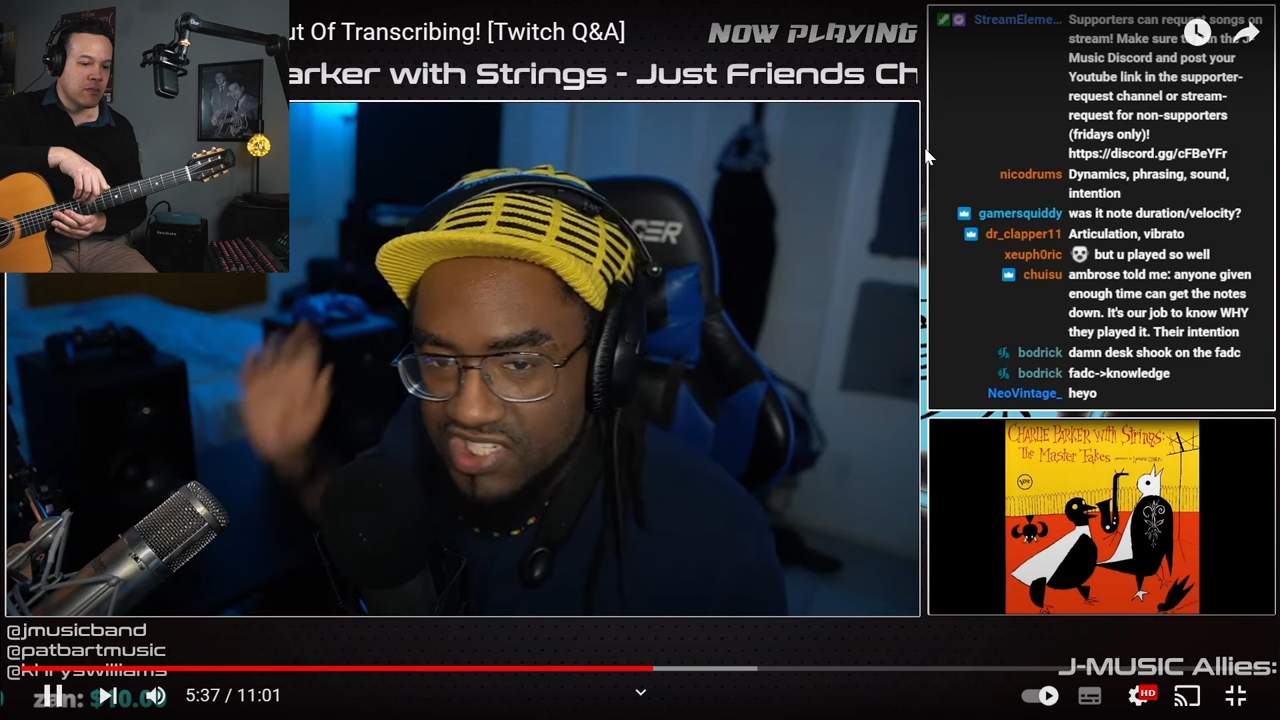 ut Of Transcribing! [Twitch Q&A]
NOW PLAYING
arker with Strings - Just Friends Ch
StreamEleme... Supporters can request songs on
stream! Make sure
Music Discord and post your
Youtube link in the supporter-
request channel or stream-
request for non-supporters
(fridays only)!
https://discord.gg/cFBeYFr
nicodrums Dynamics, phrasing, sound,
intention
gamersquiddy was it note duration/velocity?
dr_clapper11 Articulation, vibrato
xeuph0ric but u played so well
chuisu ambrose told me: anyone given
enough time can get the notes
down. It's our job to know WHY
they played it. Their intention
bodrick damn desk shook on the fadc
bodrick fadc->knowledge
NeoVintage_ heyo
CHARLIE PARKER WITH STRINGS:
The Master Takes
@jmusicband
@patbartmusic
@khryswilliams
J-MUSIC Allies:
zan: $10.00
5:37 / 11:01
HD